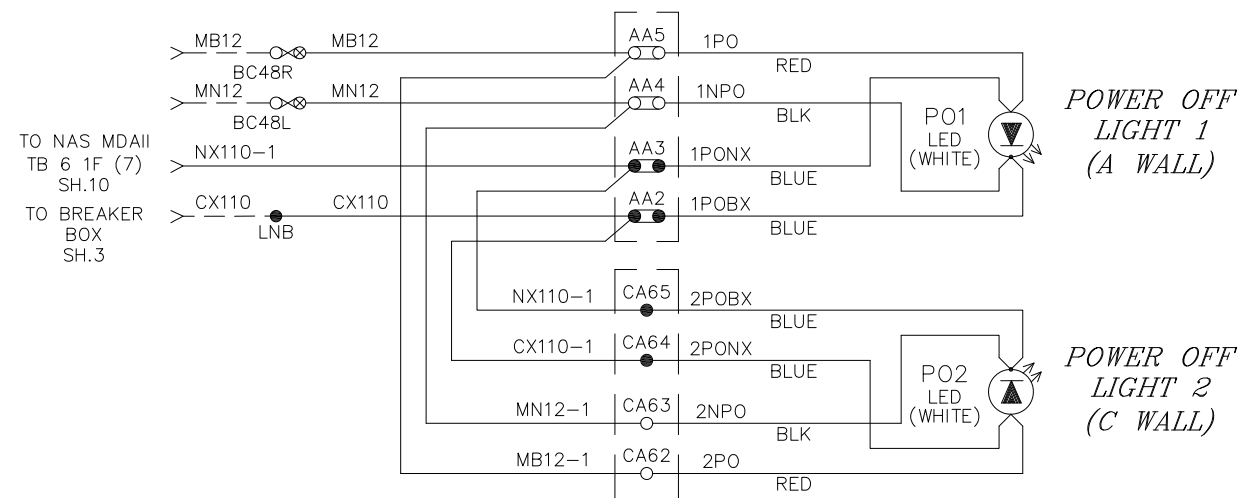 MB12
MB12
AA5
1PO
BC48R
RED
MN12
MN12
AA4
1NPO
BC48L
BLK
TO NAS MDAII
TB 6 1F (7)
SH.10
NX110-1
AA3
1PONX
BLUE
TO BREAKER
BOX
SH.3
CX110
CX110
AA2
1POBX
LNB
BLUE
PO1
LED
(WHITE)
POWER OFF
LIGHT 1
(A WALL)
NX110-1
CA65
2POBX
BLUE
CX110-1
CA64
2PONX
BLUE
MN12-1
CA63
2NPO
BLK
MB12-1
CA62
2PO
RED
PO2
LED
(WHITE)
POWER OFF
LIGHT 2
(C WALL)